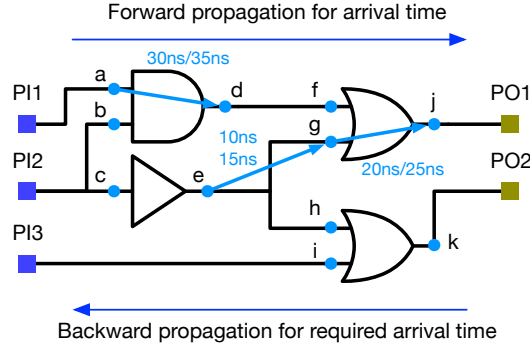 Forward propagation for arrival time
30ns/35ns
PI1
a
d
f
j
PO1
b
g
10ns
15ns
PI2
c
e
20ns/25ns
PO2
h
PI3
i
k
Backward propagation for required arrival time